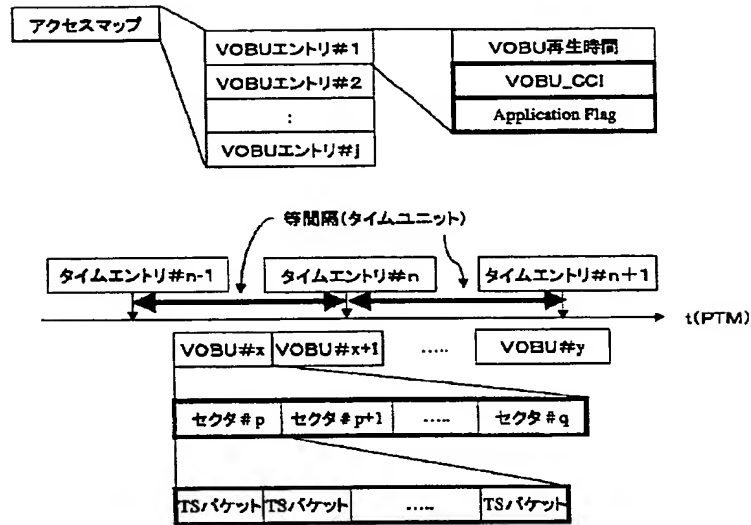 アクセスマップ
VOBUエントリ#1
VOBUエントリ#2
:
VOBUエントリ#j
VOBU再生時間
VOBU_CCI
Application Flag
等間隔(タイムユニット)
タイムエントリ#n-1
タイムエントリ#n
タイムエントリ#n+1
t(PTM)
VOBU#x
VOBU#x+1
.....
VOBU#y
セクタ#p
セクタ#p+1
.....
セクタ#q
TSパケット
TSパケット
.....
TSパケット